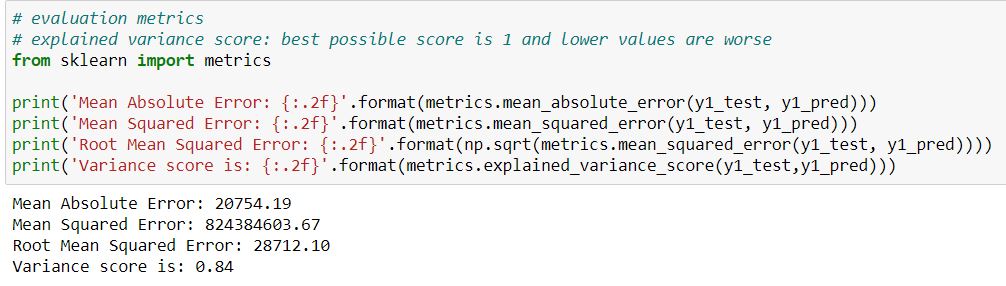 # evaluation metrics
# explained variance score: best possible score is 1 and lower values are worse
from sklearn import metrics
print('Mean Absolute Error: {:.2f}'.format(metrics.mean_absolute_error(y1_test, y1_pred)))
print('Mean Squared Error: {:.2f}'.format(metrics.mean_squared_error(y1_test, y1_pred)))
print('Root Mean Squared Error: {:.2f}'.format(np.sqrt(metrics.mean_squared_error(y1_test, y1_pred))))
print('Variance score is: {:.2f}'.format(metrics.explained_variance_score(y1_test,y1_pred)))
Mean Absolute Error: 20754.19
Mean Squared Error: 824384603.67
Root Mean Squared Error: 28712.10
Variance score is: 0.84